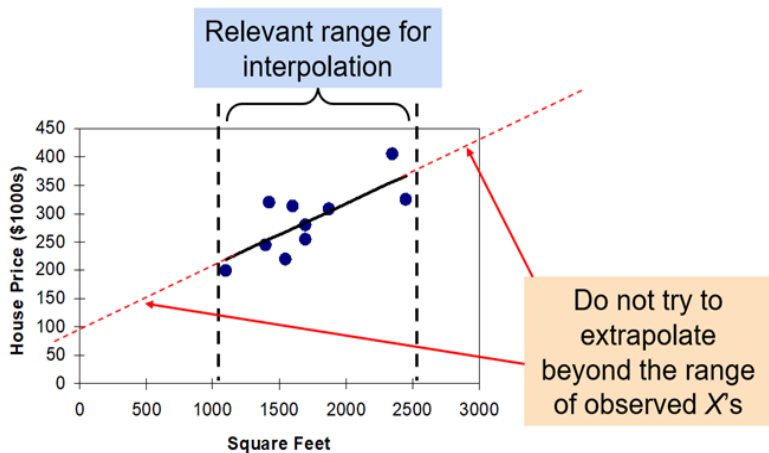 Relevant range for
interpolation
450
400
350
300
250
200
150
100
50
0
House Price ($1000s)
0 500 1000 1500 2000 2500 3000
Square Feet
Do not try to
extrapolate
beyond the range
of observed X's